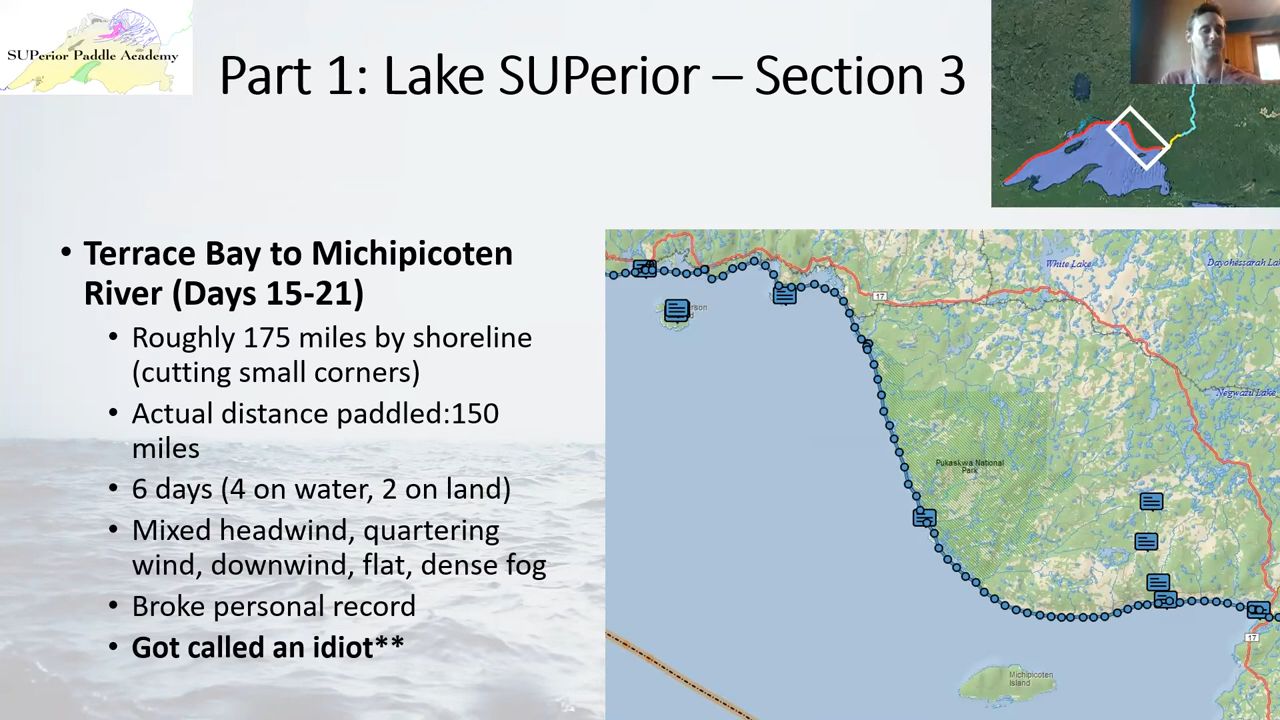 SUPerior Paddle Academy
Part 1: Lake SUPerior – Section 3
• Terrace Bay to Michipicoten
River (Days 15-21)
• Roughly 175 miles by shoreline
(cutting small corners)
• Actual distance paddled:150
miles
• 6 days (4 on water, 2 on land)
• Mixed headwind, quartering
wind, downwind, flat, dense fog
• Broke personal record
• Got called an idiot**
White Lake
17
Negwazu Lake
Pukaskwa National
Park
17
Michipicoten
Island